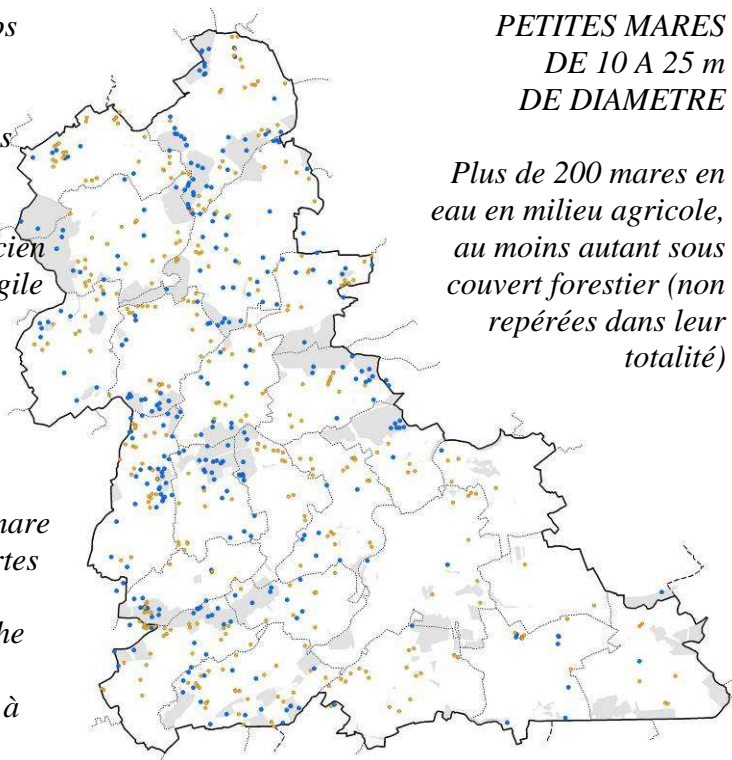 PETITES MARES
DE 10 A 25 m
DE DIAMETRE
Plus de 200 mares en
eau en milieu agricole,
au moins autant sous
couvert forestier (non
repérées dans leur
totalité)
mare
à